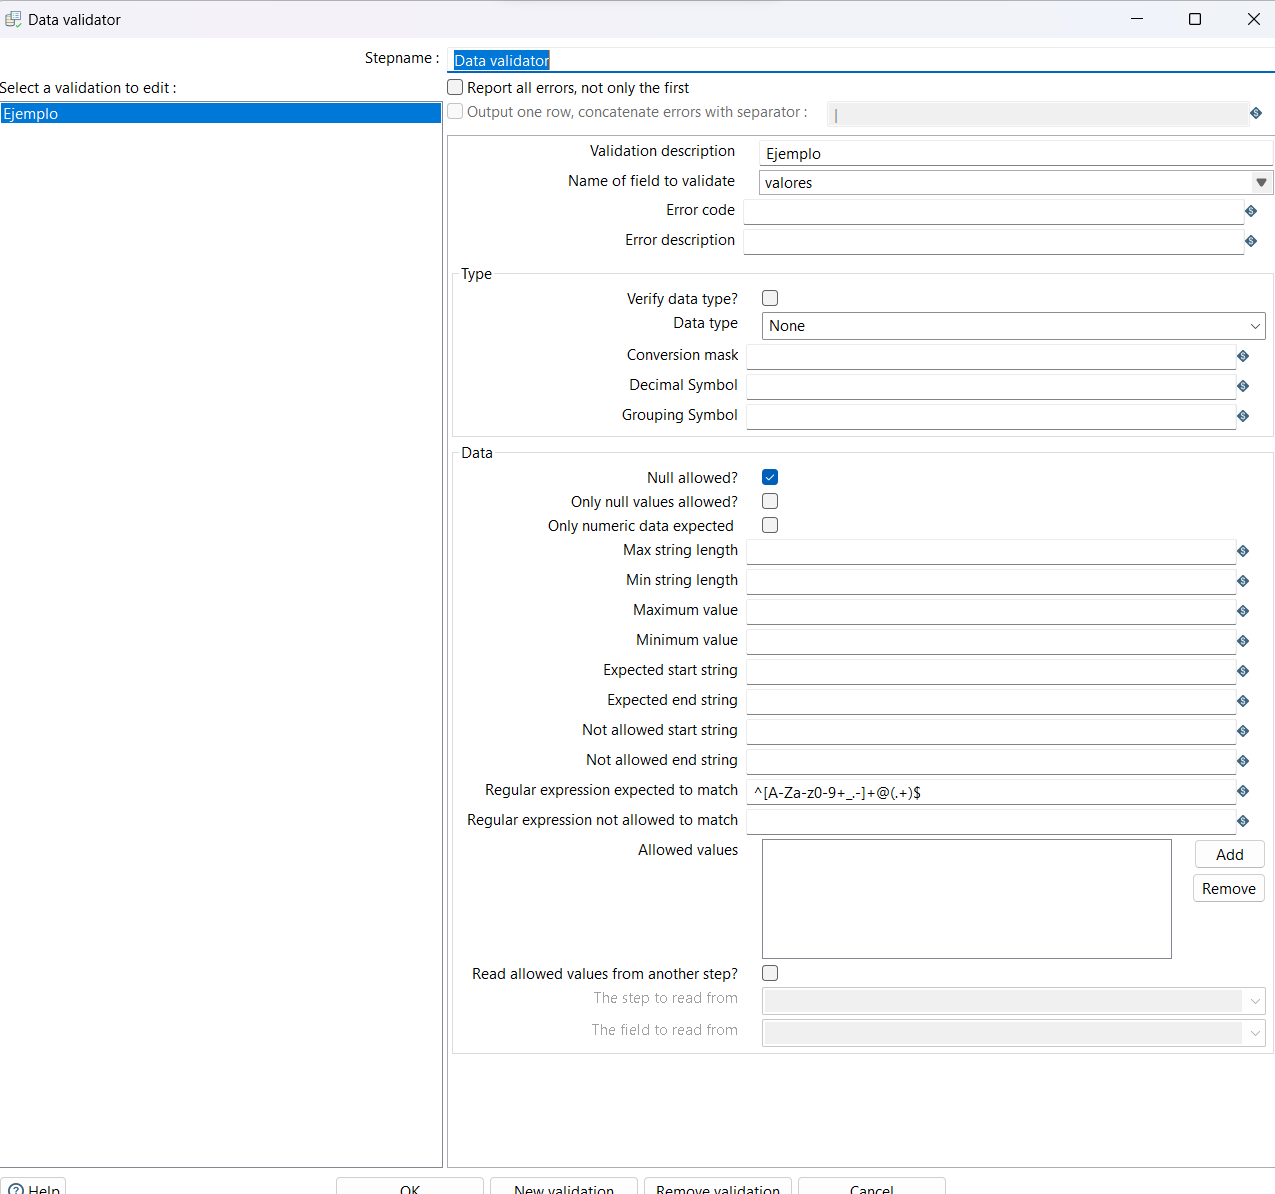 Data validator
Stepname :
Data validator
Select a validation to edit :
Ejemplo
Report all errors, not only the first
Output one row, concatenate errors with separator :
|
Validation description
Ejemplo
Name of field to validate
valores
Error code
Error description
Type
Verify data type?
Data type
None
Conversion mask
Decimal Symbol
Grouping Symbol
Data
Null allowed?
Only null values allowed?
Only numeric data expected
Max string length
Min string length
Maximum value
Minimum value
Expected start string
Expected end string
Not allowed start string
Not allowed end string
Regular expression expected to match
^[A-Za-z0-9+_.-]+@(.+)$
Regular expression not allowed to match
Allowed values
Add
Remove
Read allowed values from another step?
The step to read from
The field to read from
Help
OK
New validation
Remove validation
Cancel